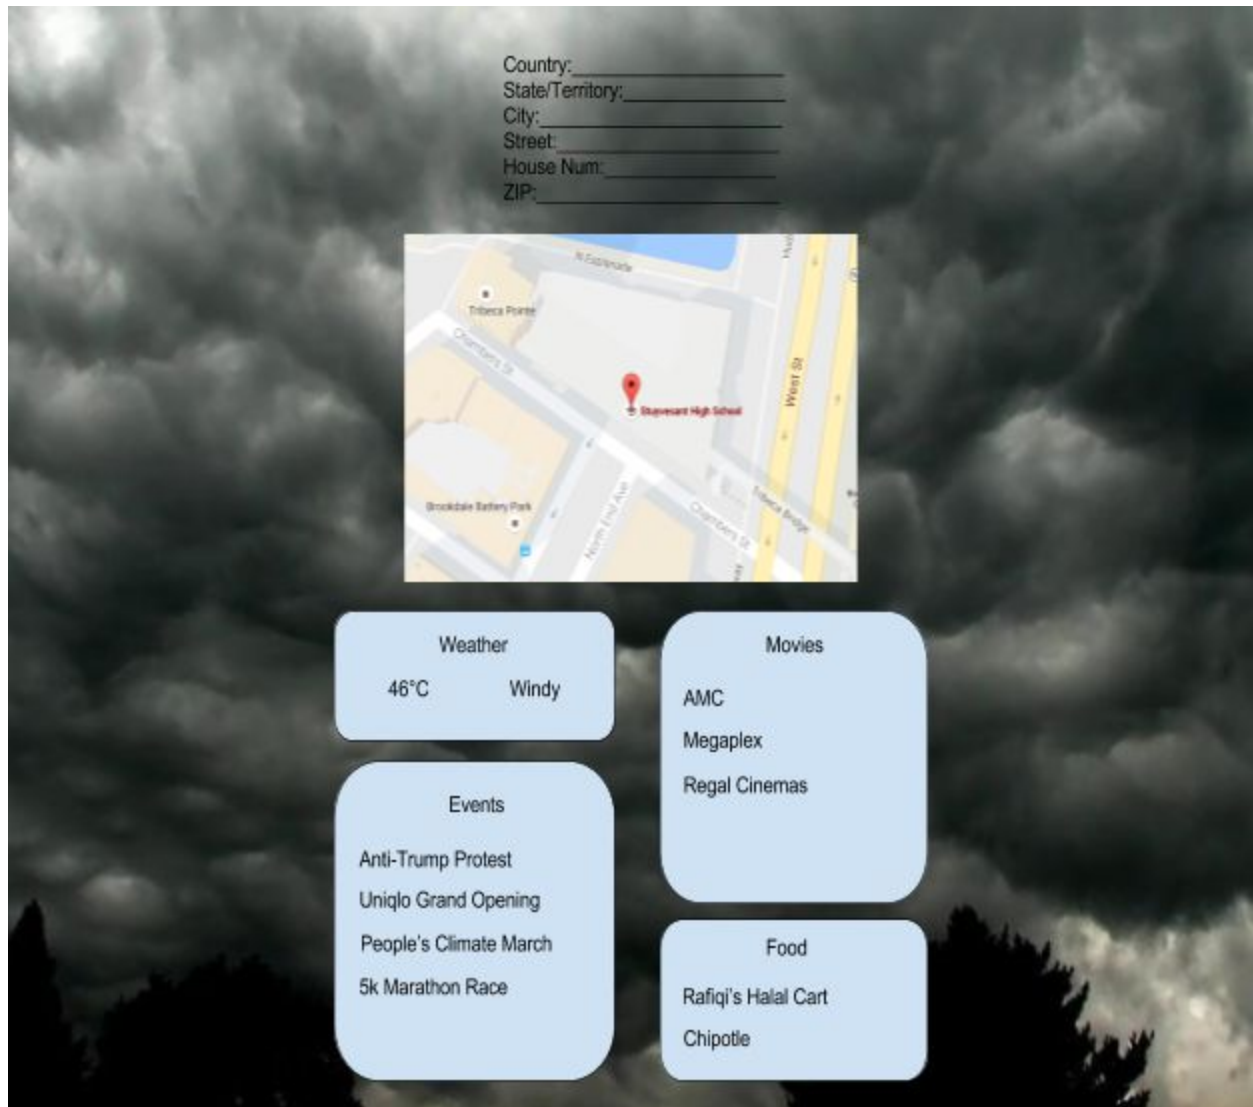 Country:
State/Territory:
City:
Street:
House Num:
ZIP:
N Esplanade
Tribeca Pointe
Chambers St
West St
Stuyvesant High School
Brookdale Battery Park
North End Ave
Chambers St
Tribeca Bridge
Weather
46°C Windy
Events
Anti-Trump Protest
Uniqlo Grand Opening
People's Climate March
5k Marathon Race
Movies
AMC
Megaplex
Regal Cinemas
Food
Rafiqi's Halal Cart
Chipotle